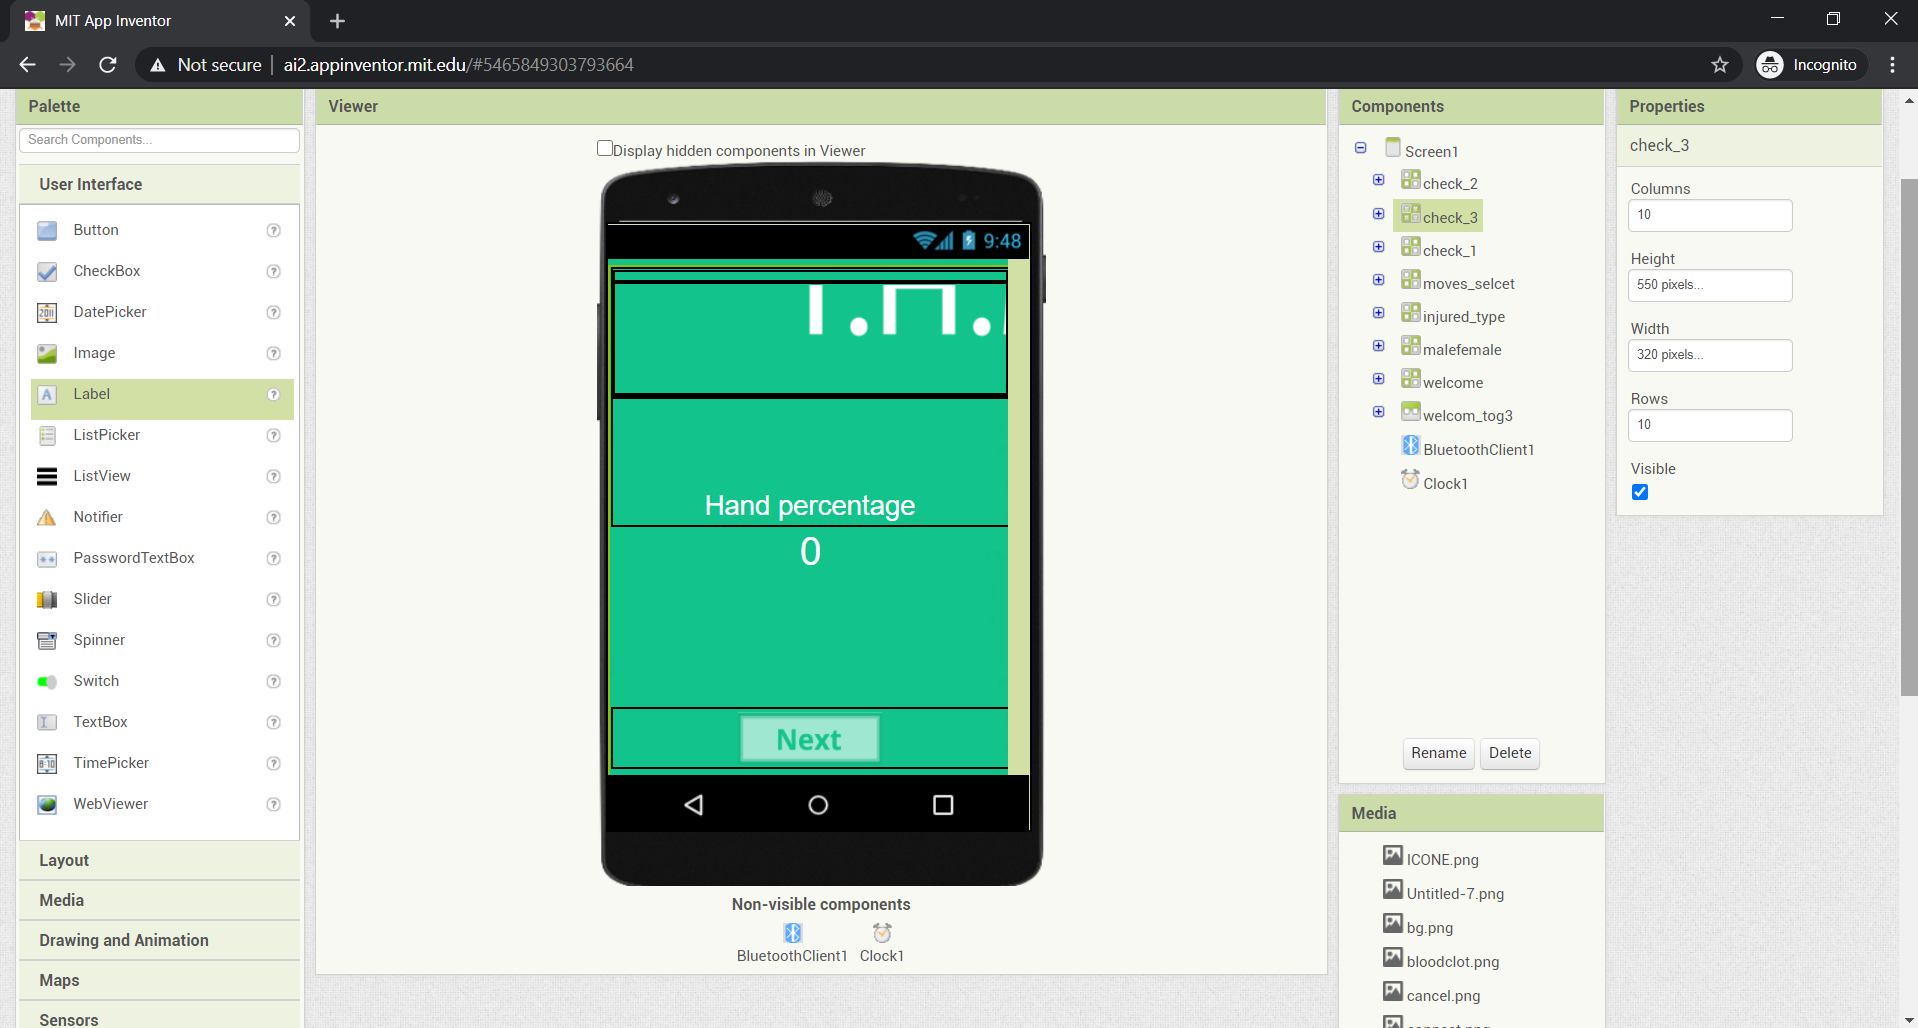 MIT App Inventor
Not secure
ai2.appinventor.mit.edu/#5465849303793664
Incognito
Palette
Search Components...
User Interface
Button
?
CheckBox
?
DatePicker
?
Image
?
Label
?
ListPicker
?
ListView
?
Notifier
?
PasswordTextBox
?
Slider
?
Spinner
?
Switch
?
TextBox
?
TimePicker
?
WebViewer
?
Layout
Media
Drawing and Animation
Maps
Sensors
Viewer
Display hidden components in Viewer
9:48
Hand percentage
0
Next
Non-visible components
BluetoothClient1
Clock1
Components
Screen1
check_2
check_3
check_1
moves_selcet
injured_type
malefemale
welcome
welcom_tog3
BluetoothClient1
Clock1
Rename
Delete
Media
ICONE.png
Untitled-7.png
bg.png
bloodclot.png
cancel.png
Properties
check_3
Columns
10
Height
550 pixels...
Width
320 pixels...
Rows
10
Visible